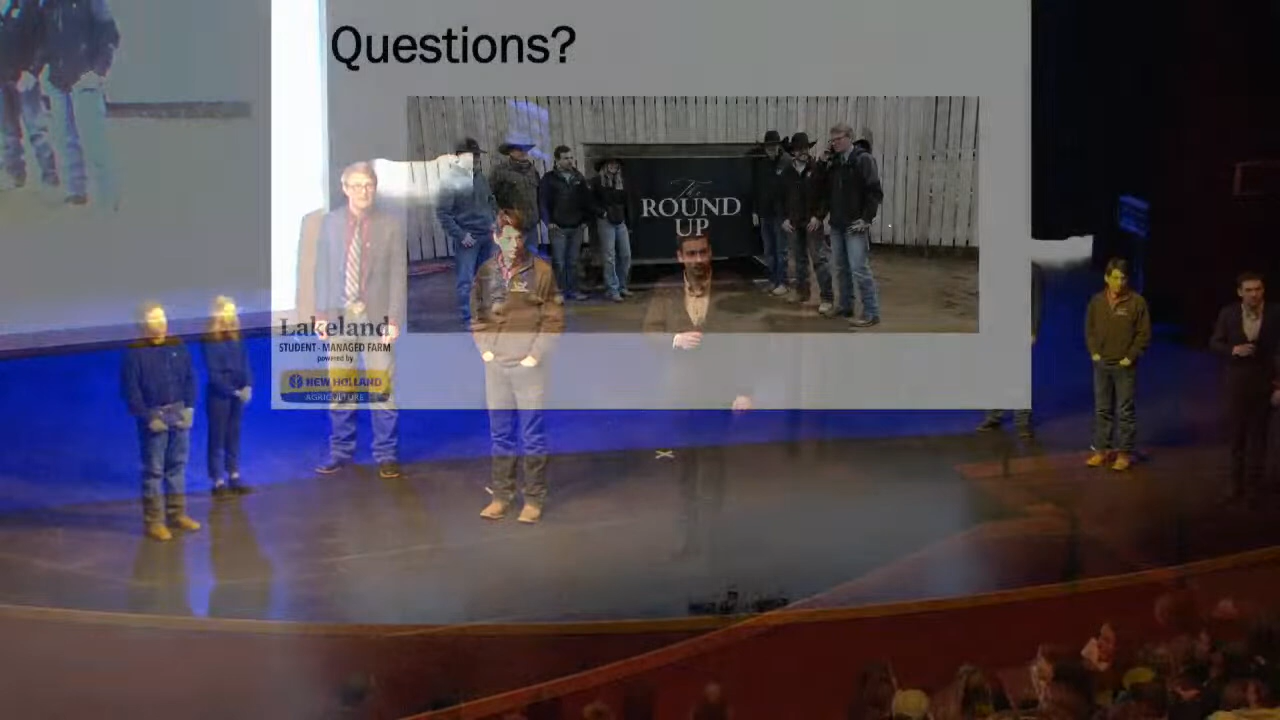 Questions?
The
ROUND
UP
Lakeland
STUDENT-MANAGED FARM
powered by
NEW HOLLAND
AGRICULTURE